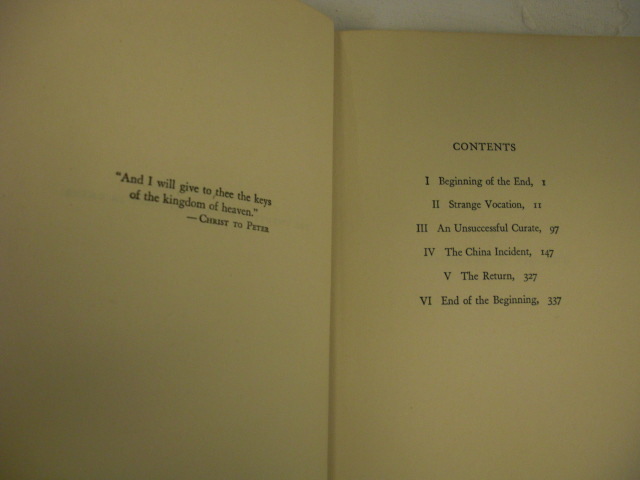 "And I will give to thee the keys
of the kingdom of heaven."
— CHRIST TO PETER
CONTENTS
I Beginning of the End, 1
II Strange Vocation, 11
III An Unsuccessful Curate, 97
IV The China Incident, 147
V The Return, 327
VI End of the Beginning, 337